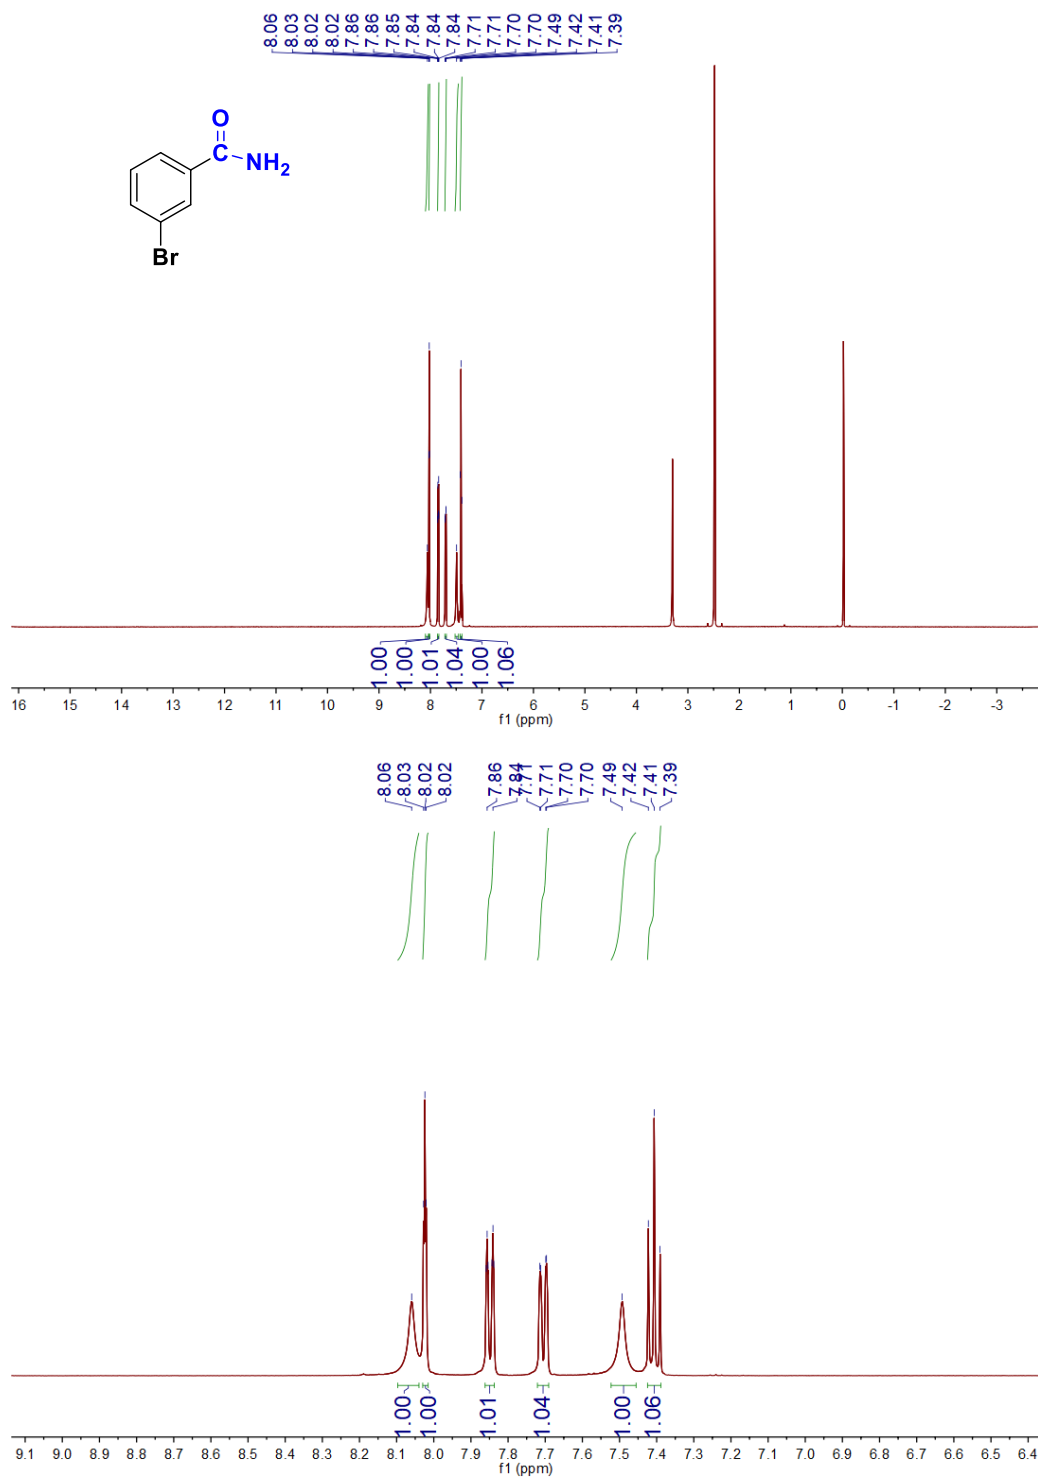 8.06 8.03 8.02 8.02 7.86 7.86 7.85 7.84 7.84 7.84 7.71 7.71 7.70 7.70 7.49 7.42 7.41 7.39
O
C NH2
Br
1.00 1.00 1.01 1.04 1.00 1.06
16 15 14 13 12 11 10 9 8 7 6 5 4 3 2 1 0 -1 -2 -3
f1 (ppm)
8.06 8.03 8.02 8.02 7.86 7.84 7.71 7.71 7.70 7.70 7.49 7.42 7.41 7.39
1.00 1.00 1.01 1.04 1.00 1.06
9.1 9.0 8.9 8.8 8.7 8.6 8.5 8.4 8.3 8.2 8.1 8.0 7.9 7.8 7.7 7.6 7.5 7.4 7.3 7.2 7.1 7.0 6.9 6.8 6.7 6.6 6.5 6.4
f1 (ppm)